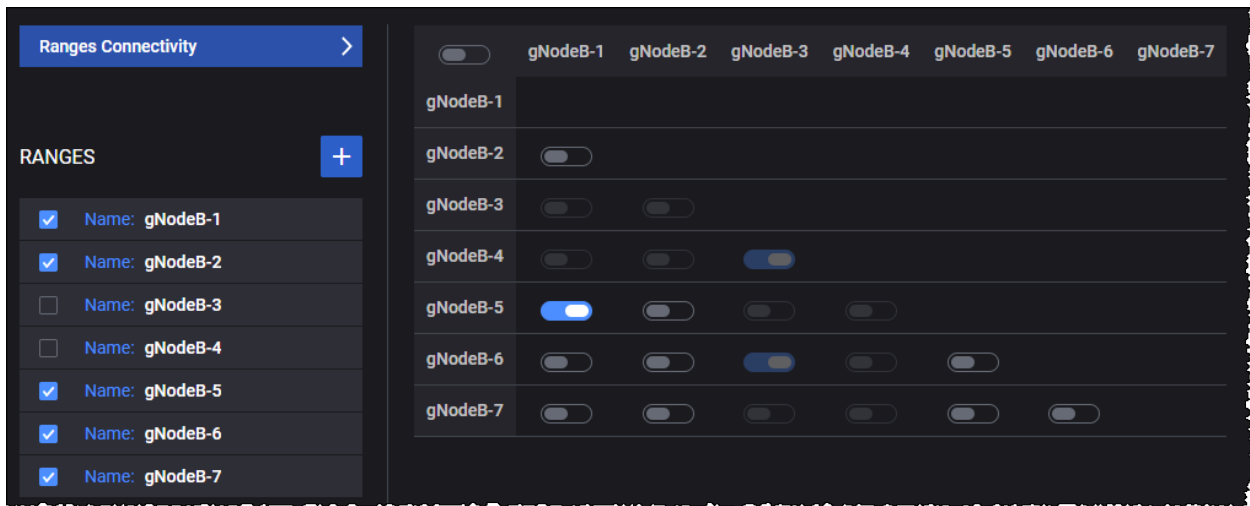 Ranges Connectivity
RANGES
+
Name: gNodeB-1
Name: gNodeB-2
Name: gNodeB-3
Name: gNodeB-4
Name: gNodeB-5
Name: gNodeB-6
Name: gNodeB-7
gNodeB-1 gNodeB-2 gNodeB-3 gNodeB-4 gNodeB-5 gNodeB-6 gNodeB-7
gNodeB-1
gNodeB-2
gNodeB-3
gNodeB-4
gNodeB-5
gNodeB-6
gNodeB-7